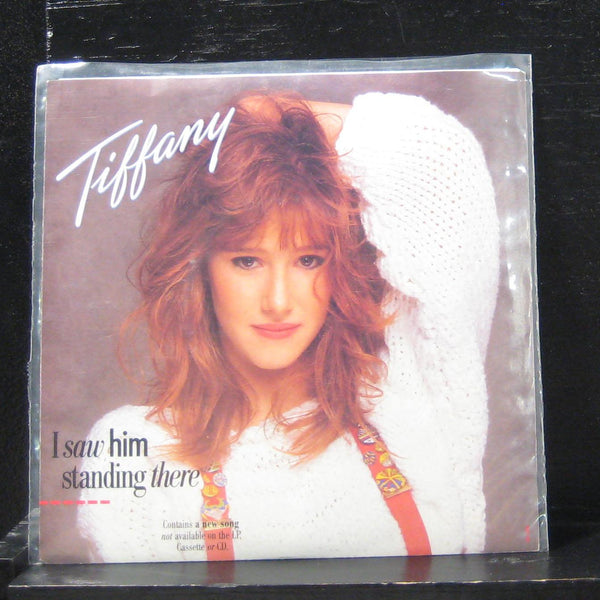 Tiffany
I saw him
standing there
Contains a new song
not available on the LP,
Cassette or CD.